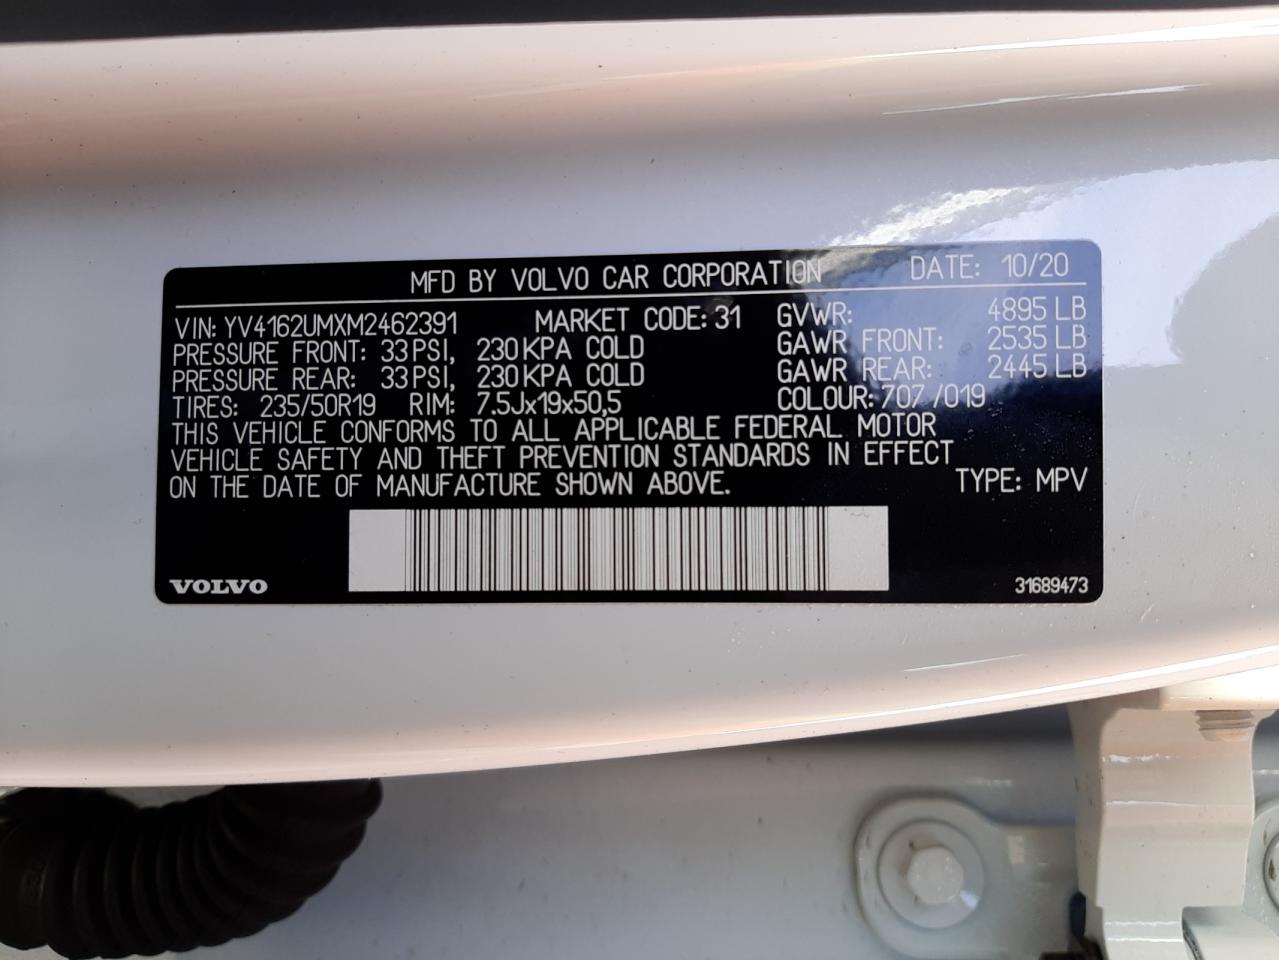 MFD BY VOLVO CAR CORPORATION DATE: 10/20
VIN: YV4162UMXM2462391 MARKET CODE: 31 GVWR: 4895 LB
PRESSURE FRONT: 33 PSI, 230 KPA COLD GAWR FRONT: 2535 LB
PRESSURE REAR: 33 PSI, 230 KPA COLD GAWR REAR: 2445 LB
TIRES: 235/50R19 RIM: 7.5Jx19x50,5 COLOUR: 707 /019
THIS VEHICLE CONFORMS TO ALL APPLICABLE FEDERAL MOTOR
VEHICLE SAFETY AND THEFT PREVENTION STANDARDS IN EFFECT
ON THE DATE OF MANUFACTURE SHOWN ABOVE. TYPE: MPV
VOLVO 31689473